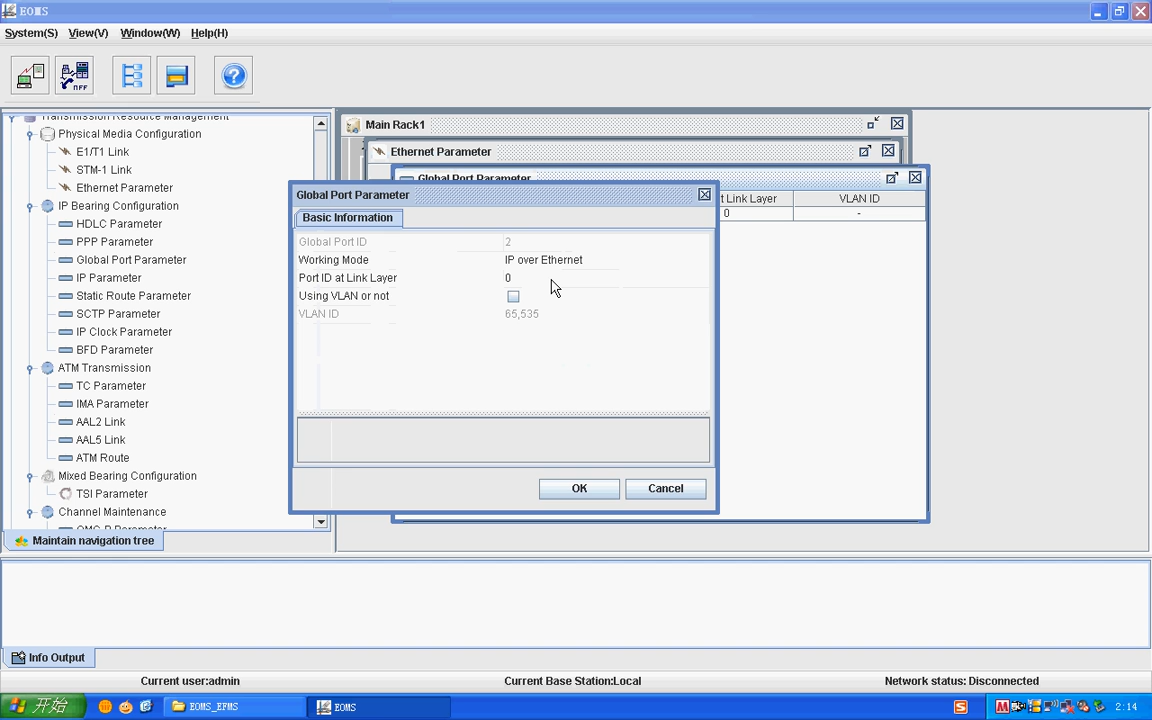 EOMS
System(S) View(V) Window(W) Help(H)
OFF
Transmission Resource Management
Physical Media Configuration
E1/T1 Link
STM-1 Link
Ethernet Parameter
IP Bearing Configuration
HDLC Parameter
PPP Parameter
Global Port Parameter
IP Parameter
Static Route Parameter
SCTP Parameter
IP Clock Parameter
BFD Parameter
ATM Transmission
TC Parameter
IMA Parameter
AAL2 Link
AAL5 Link
ATM Route
Mixed Bearing Configuration
TSI Parameter
Channel Maintenance
Maintain navigation tree
Main Rack1
Ethernet Parameter
Global Port Parameter
t Link Layer VLAN ID
0 -
Global Port Parameter
Basic Information
Global Port ID 2
Working Mode IP over Ethernet
Port ID at Link Layer 0
Using VLAN or not
VLAN ID 65,535
OK Cancel
Info Output
Current user:admin Current Base Station:Local Network status: Disconnected
开始 EOMS_EFMS EOMS 2:14